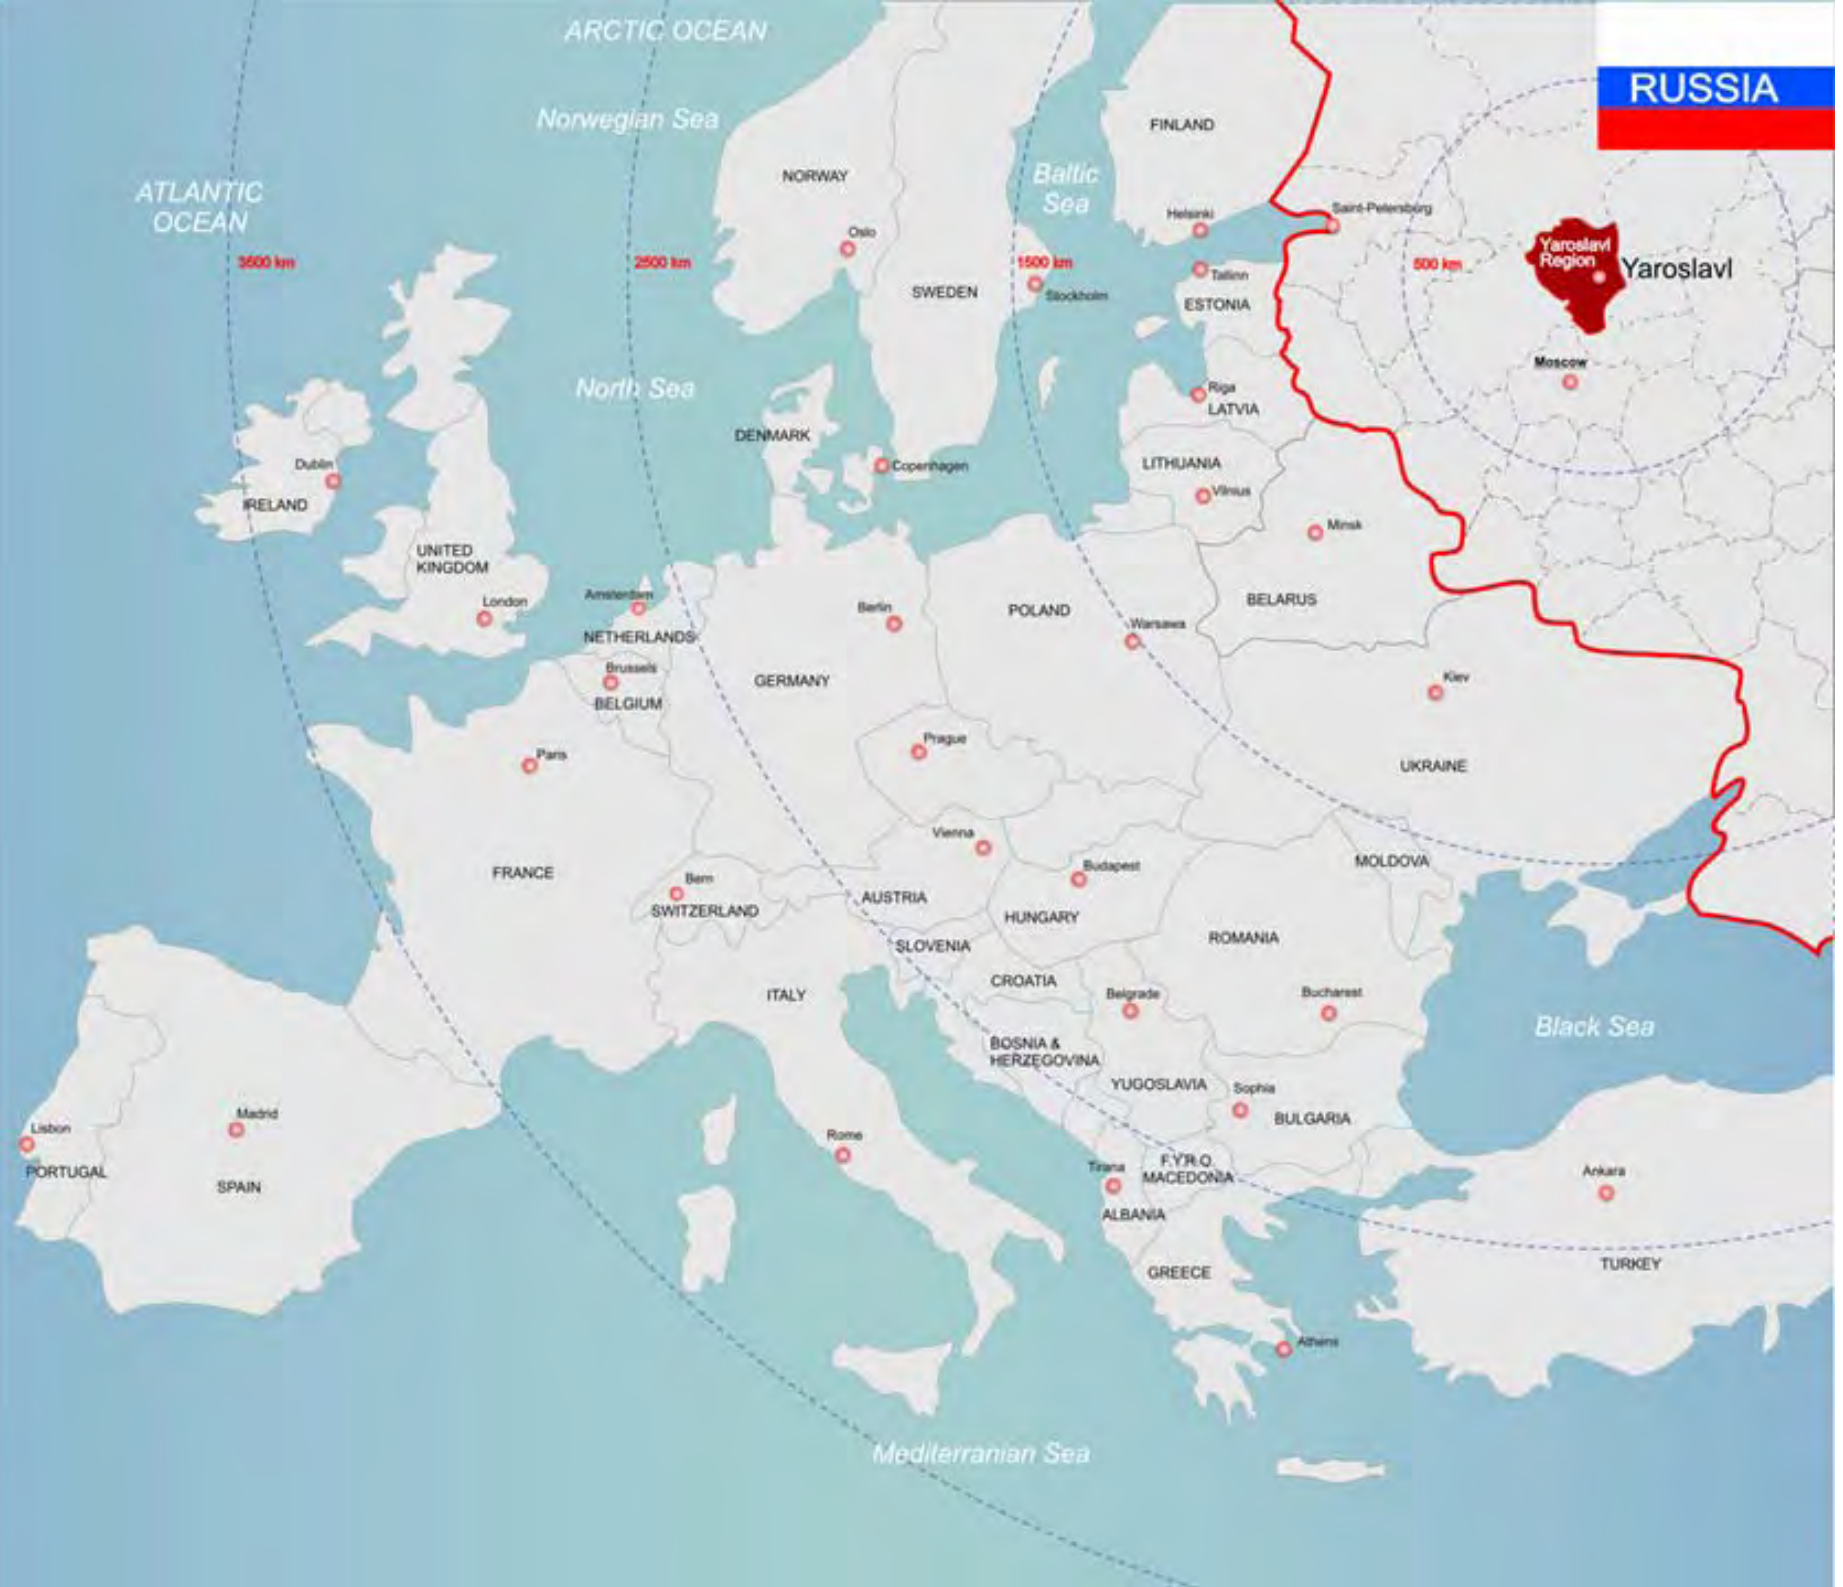 ARCTIC OCEAN
RUSSIA
Norwegian Sea
FINLAND
NORWAY
Baltic
Sea
ATLANTIC
OCEAN
Helsinki
Saint-Petersburg
Oslo
Yaroslavl
Region
Yaroslavl
3500 km
2500 km
1500 km
500 km
Tallinn
SWEDEN
Stockholm
ESTONIA
Moscow
North Sea
Riga
LATVIA
DENMARK
Copenhagen
Dublin
LITHUANIA
Vilnius
IRELAND
Minsk
UNITED
KINGDOM
London
Amsterdam
Berlin
POLAND
BELARUS
Warsawa
NETHERLANDS
Brussels
BELGIUM
GERMANY
Kiev
Prague
Paris
UKRAINE
Vienna
FRANCE
Bern
SWITZERLAND
Budapest
MOLDOVA
AUSTRIA
HUNGARY
SLOVENIA
ROMANIA
CROATIA
ITALY
Belgrade
Bucharest
Black Sea
BOSNIA &
HERZEGOVINA
YUGOSLAVIA
Sophia
BULGARIA
Lisbon
Madrid
Rome
PORTUGAL
SPAIN
Tirana
F.Y.R.O.
MACEDONIA
Ankara
ALBANIA
GREECE
TURKEY
Athens
Mediterranian Sea